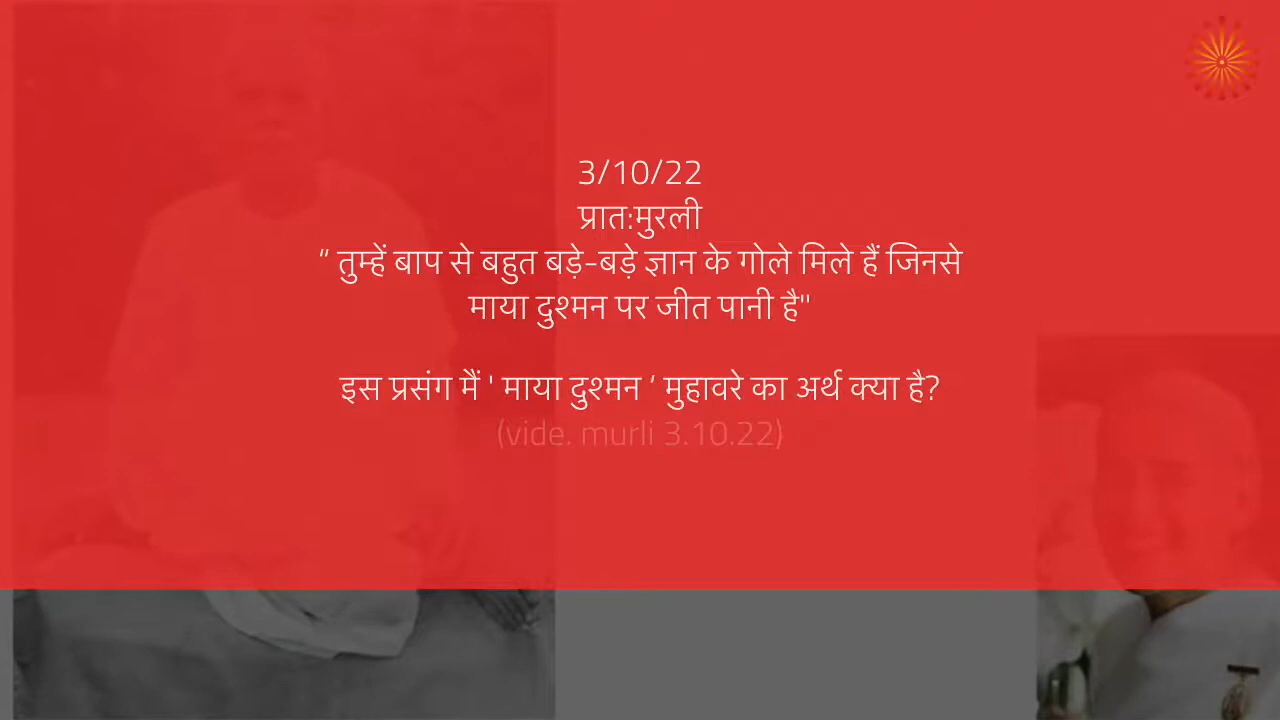 3/10/22
प्रात:मुरली
“ तुम्हें बाप से बहुत बड़े-बड़े ज्ञान के गोले मिले हैं जिनसे
माया दुश्मन पर जीत पानी है"
इस प्रसंग मैं ' माया दुश्मन ‘ मुहावरे का अर्थ क्या है?
(vide. murli 3.10.22)